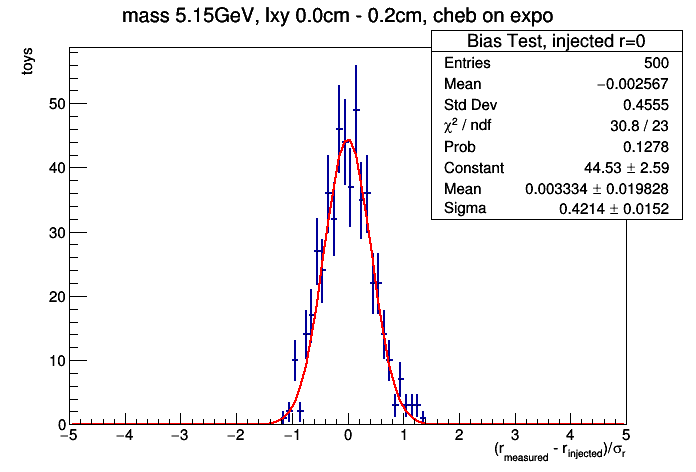 mass 5.15GeV, lxy 0.0cm - 0.2cm, cheb on expo
Bias Test, injected r=0
Entries 500
Mean −0.002567
Std Dev 0.4555
χ² / ndf 30.8 / 23
Prob 0.1278
Constant 44.53 ± 2.59
Mean 0.003334 ± 0.019828
Sigma 0.4214 ± 0.0152
toys
50
40
30
20
10
0
−5 −4 −3 −2 −1 0 1 2 3 4 5
(r_measured - r_injected)/σ_r